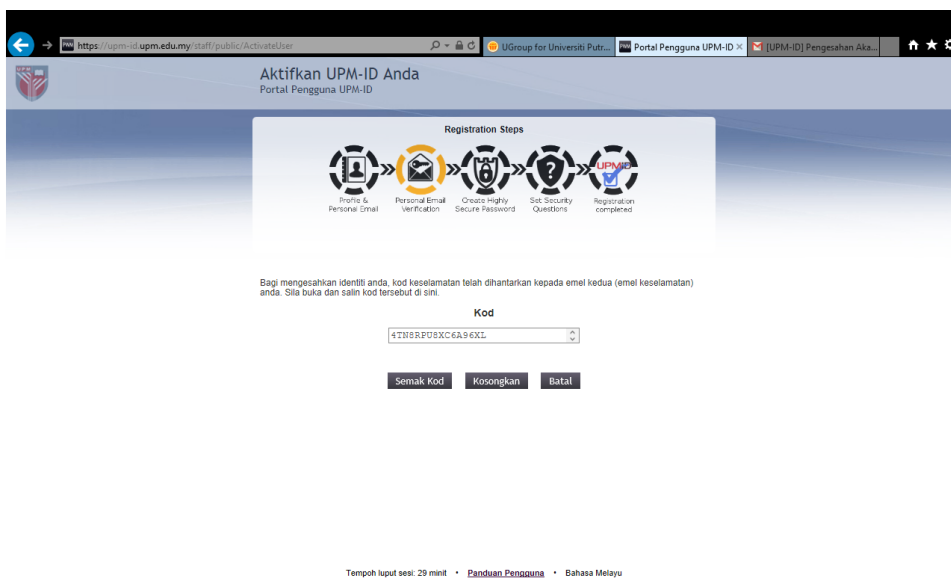 https://upm-id.upm.edu.my/staff/public/ActivateUser
UGroup for Universiti Putr...
Portal Pengguna UPM-ID
[UPM-ID] Pengesahan Aka...
Aktifkan UPM-ID Anda
Portal Pengguna UPM-ID
Registration Steps
UPMID
Profile &
Personal Email
Personal Email
Verification
Create Highly
Secure Password
Set Security
Questions
Registration
completed
Bagi mengesahkan identiti anda, kod keselamatan telah dihantarkan kepada emel kedua (emel keselamatan)
anda. Sila buka dan salin kod tersebut di sini.
Kod
4TN8RPU8XC6A96XL
Semak Kod Kosongkan Batal
Tempoh luput sesi: 29 minit • Panduan Pengguna • Bahasa Melayu